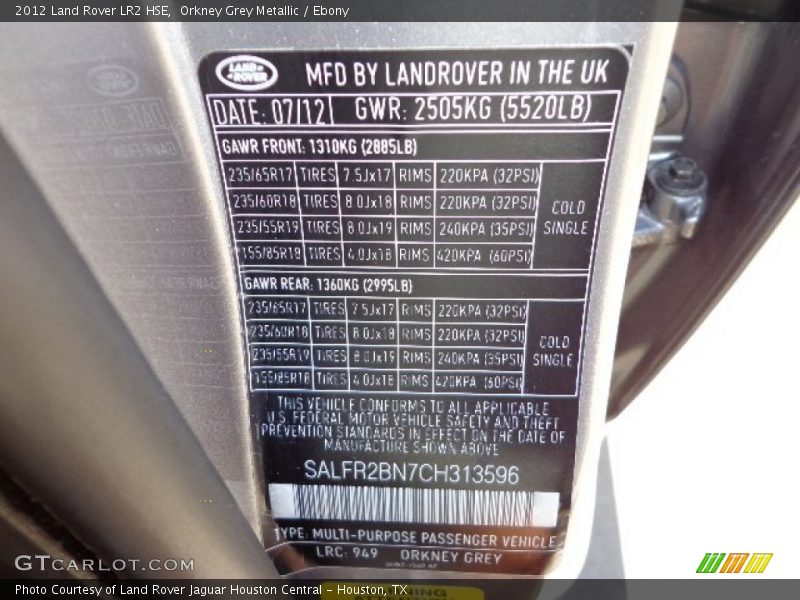 2012 Land Rover LR2 HSE, Orkney Grey Metallic / Ebony
LAND ROVER
MFD BY LANDROVER IN THE UK
DATE: 07/12 GWR: 2505KG (5520LB)
GAWR FRONT: 1310KG (2885LB)
235/65R17 TIRES 7.5Jx17 RIMS 220KPA (32PSI)
235/60R18 TIRES 8.0Jx18 RIMS 220KPA (32PSI)
235/55R19 TIRES 8.0Jx19 RIMS 240KPA (35PSI)
155/85R18 TIRES 4.0Jx18 RIMS 420KPA (60PSI)
COLD
SINGLE
GAWR REAR: 1360KG (2995LB)
235/65R17 TIRES 7.5Jx17 RIMS 220KPA (32PSI)
235/60R18 TIRES 8.0Jx18 RIMS 220KPA (32PSI)
235/55R19 TIRES 8.0Jx19 RIMS 240KPA (35PSI)
155/85R18 TIRES 4.0Jx18 RIMS 420KPA (60PSI)
COLD
SINGLE
THIS VEHICLE CONFORMS TO ALL APPLICABLE
U.S. FEDERAL MOTOR VEHICLE SAFETY AND THEFT
PREVENTION STANDARDS IN EFFECT ON THE DATE OF
MANUFACTURE SHOWN ABOVE
SALFR2BN7CH313596
TYPE: MULTI-PURPOSE PASSENGER VEHICLE
LRC: 949 ORKNEY GREY
GTCARLOT.COM
Photo Courtesy of Land Rover Jaguar Houston Central - Houston, TX